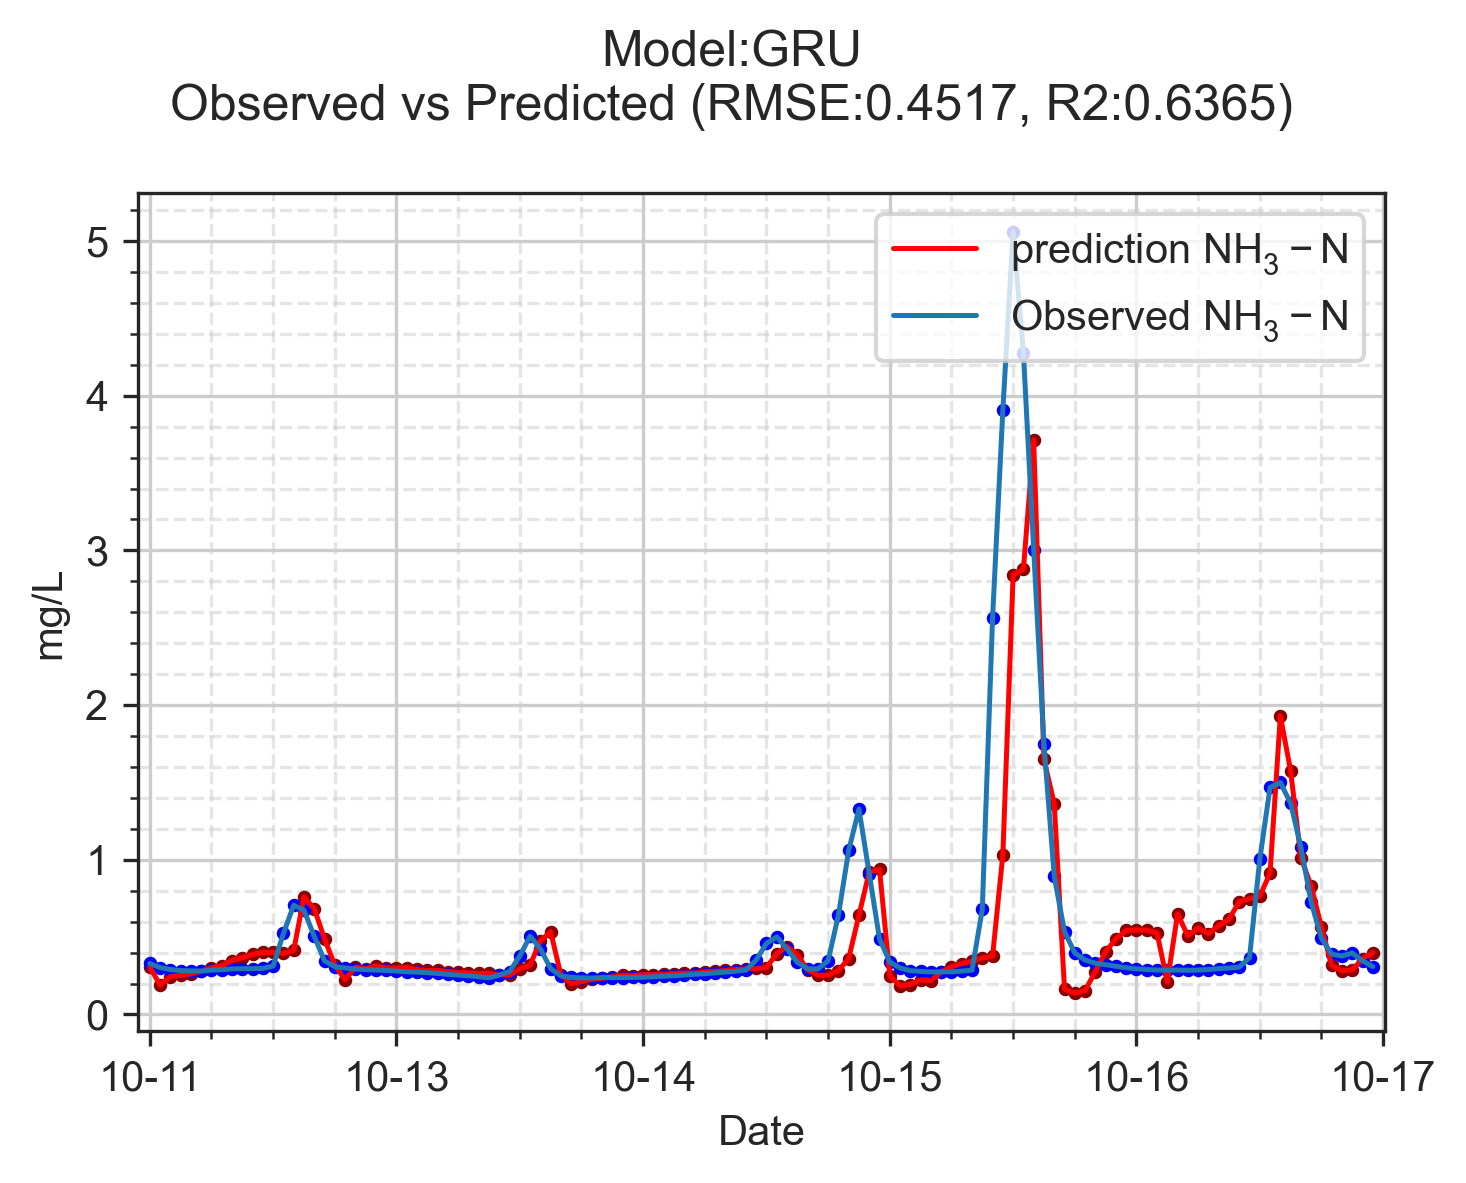 Model:GRU
Observed vs Predicted (RMSE:0.4517, R2:0.6365)
prediction NH₃ − N
Observed NH₃ − N
5
4
3
2
1
0
mg/L
10-11 10-13 10-14 10-15 10-16 10-17
Date